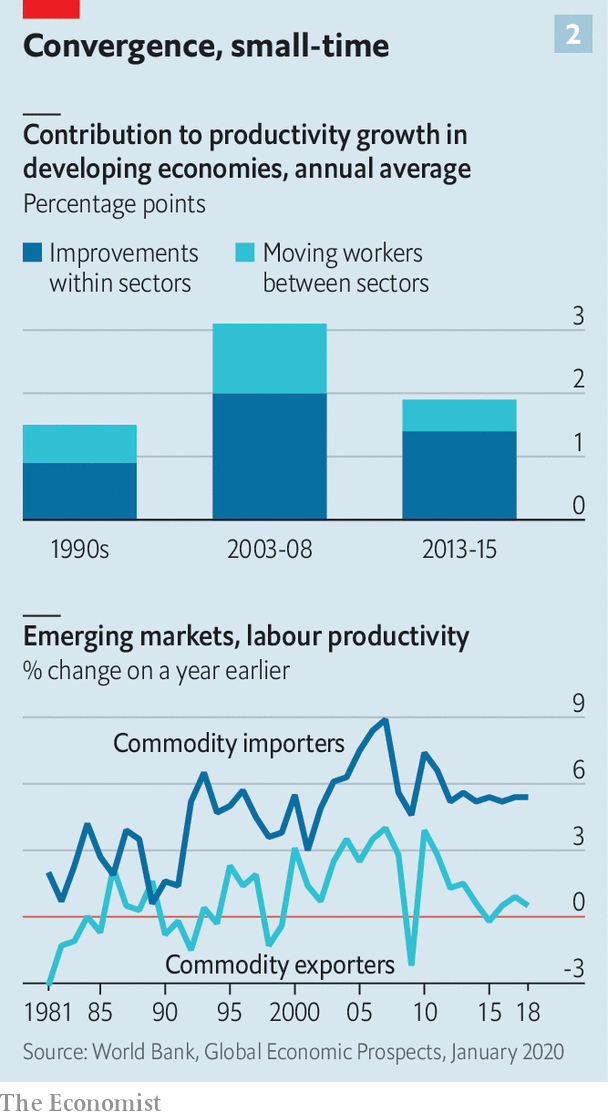 Convergence, small-time
2
Contribution to productivity growth in
developing economies, annual average
Percentage points
Improvements
within sectors
Moving workers
between sectors
3
2
1
0
1990s 2003-08 2013-15
Emerging markets, labour productivity
% change on a year earlier
9
Commodity importers
6
3
0
Commodity exporters
-3
1981 85 90 95 2000 05 10 15 18
Source: World Bank, Global Economic Prospects, January 2020
The Economist